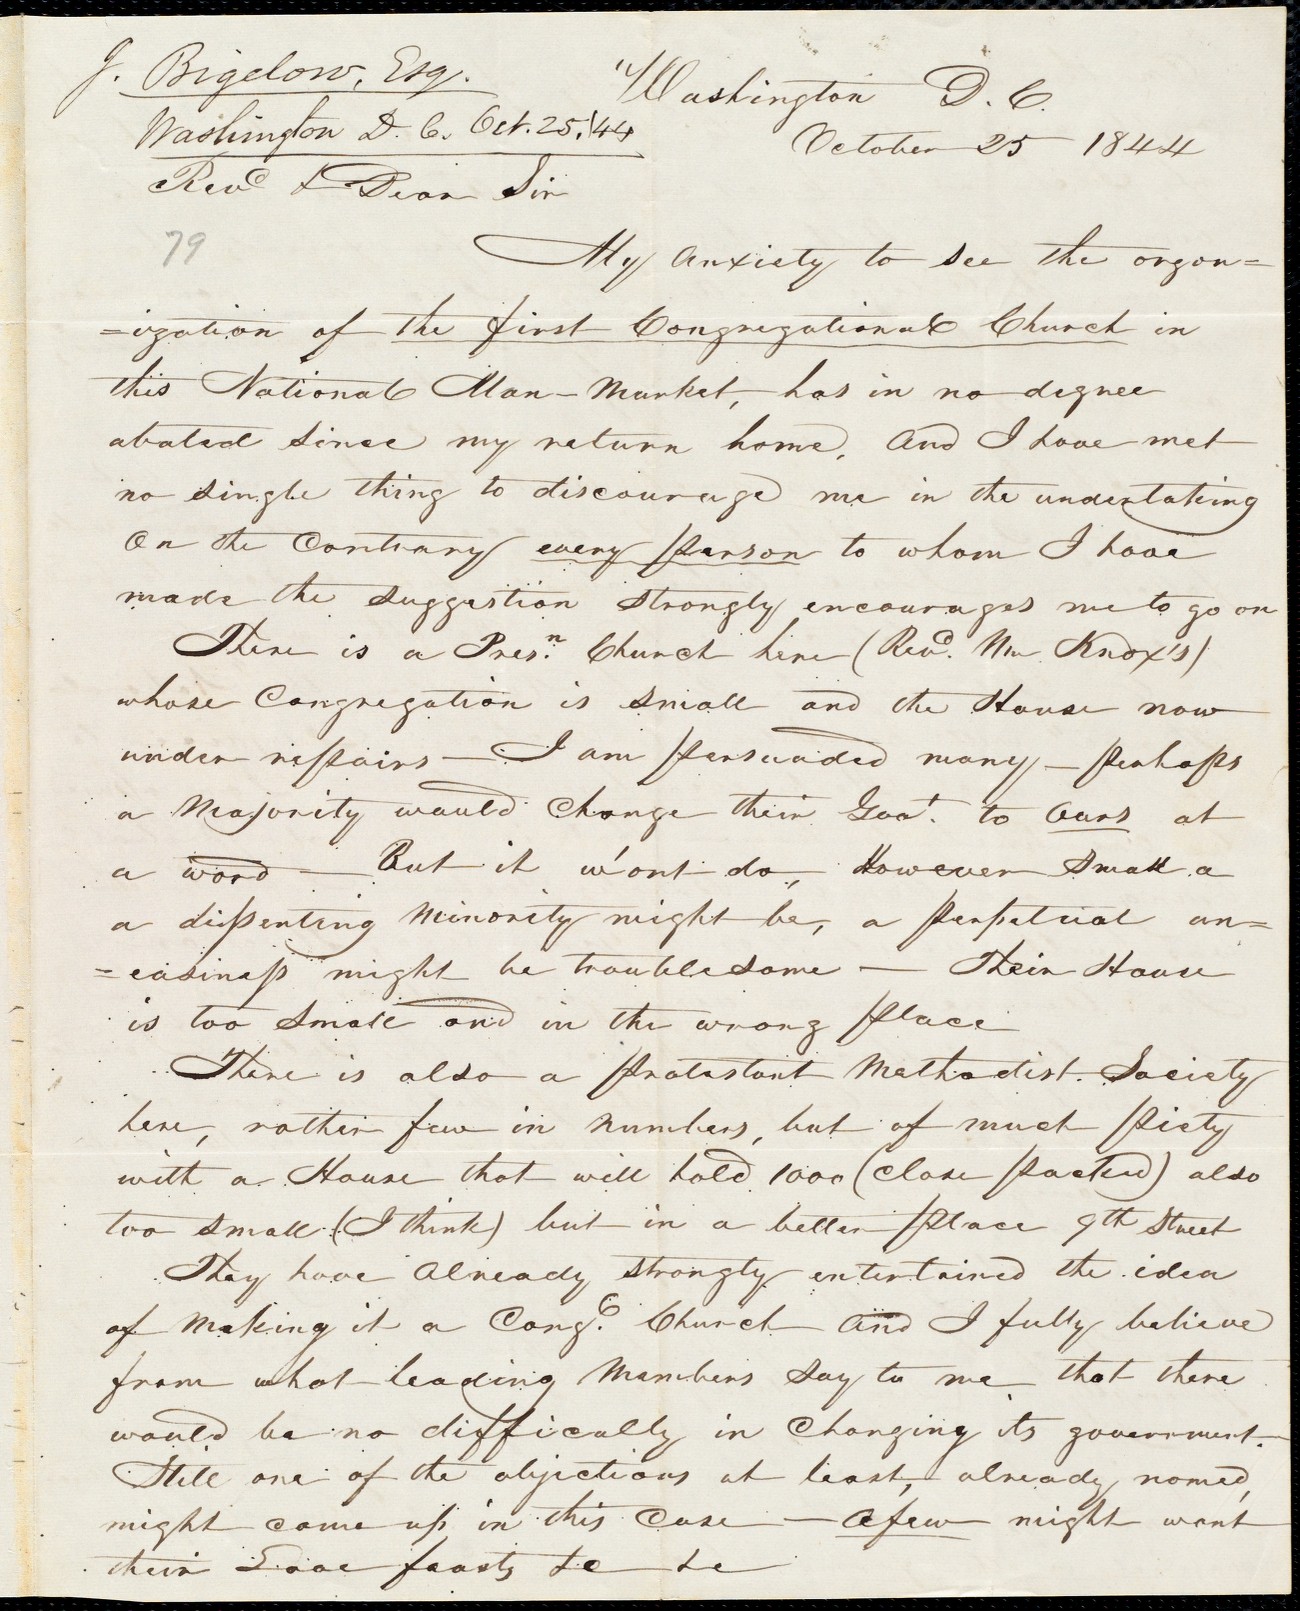 J. Bigelow, Esq.
Washington D. C. Oct. 25, '44
Washington D. C.
October 25 1844
Revd & Dear Sir
79
My anxiety to see the organ=
=ization of the first Congregational Church in
this National Man-Market, has in no degree
abated since my return home, and I have met
no single thing to discourage me in the undertaking
On the Contrary every person to whom I have
made the suggestion strongly encourages me to go on
There is a Presn. Church here (Revd. Mr Knox's)
whose Congregation is small and the House now
under repairs — I am persuaded many — perhaps
a Majority would change their Govt. to ours at
a word — But it w'ont do, However small a
a dissenting Minority might be, a perpetual un=
=easiness might be troublesome — Their House
is too small and in the wrong place
There is also a Protestant Methodist Society
here, rather few in numbers, but of much piety
with a House that will hold 1000 (close packed) also
too small (I think) but in a better place 9th Street
They have already strongly entertained the idea
of making it a Congl. Church and I fully believe
from what leading Members say to me that there
would be no difficulty in changing its government.
Still one of the objections at least, already named,
might come up in this case — a few might want
their Love feasts &c &c